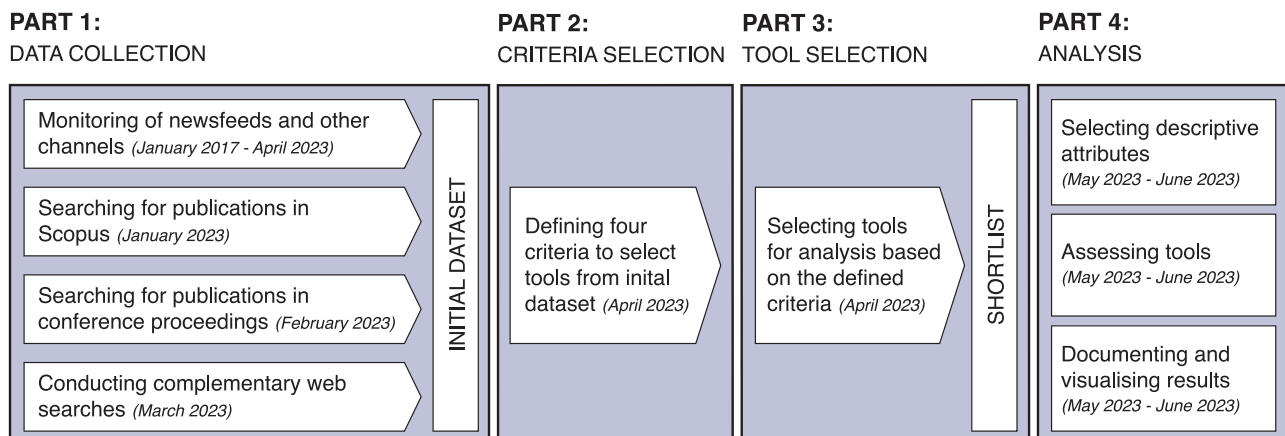 PART 1:
DATA COLLECTION
Monitoring of newsfeeds and other
channels (January 2017 - April 2023)
Searching for publications in
Scopus (January 2023)
Searching for publications in
conference proceedings (February 2023)
Conducting complementary web
searches (March 2023)
INITIAL DATASET
PART 2:
CRITERIA SELECTION
Defining four
criteria to select
tools from inital
dataset (April 2023)
PART 3:
TOOL SELECTION
Selecting tools
for analysis based
on the defined
criteria (April 2023)
SHORTLIST
PART 4:
ANALYSIS
Selecting descriptive
attributes
(May 2023 - June 2023)
Assessing tools
(May 2023 - June 2023)
Documenting and
visualising results
(May 2023 - June 2023)